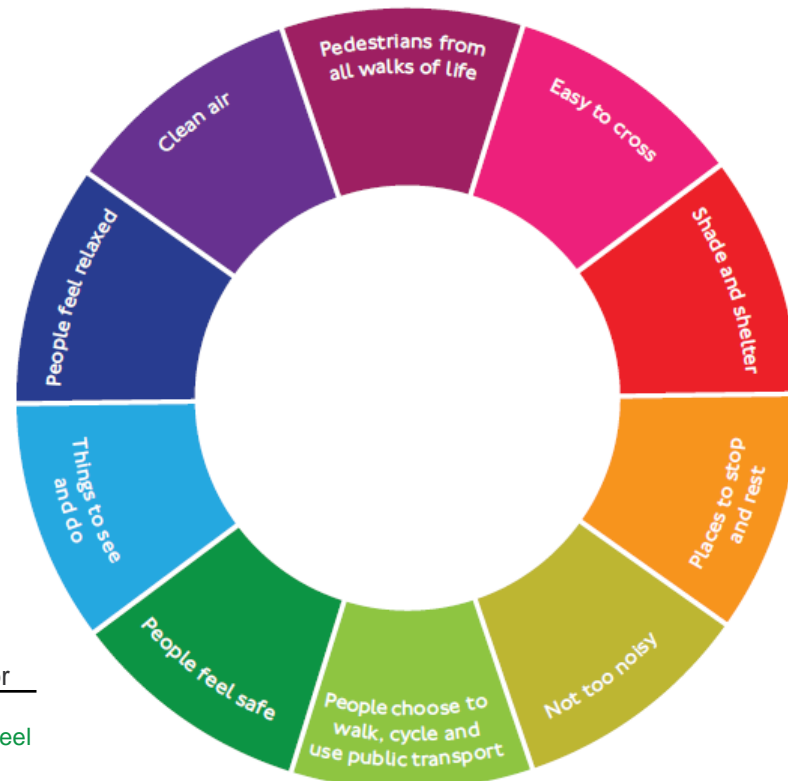 Pedestrians from
all walks of life
Easy to cross
Shade and shelter
Places to stop
and rest
Not too noisy
People choose to
walk, cycle and
use public transport
People feel safe
Things to see
and do
People feel relaxed
Clean air